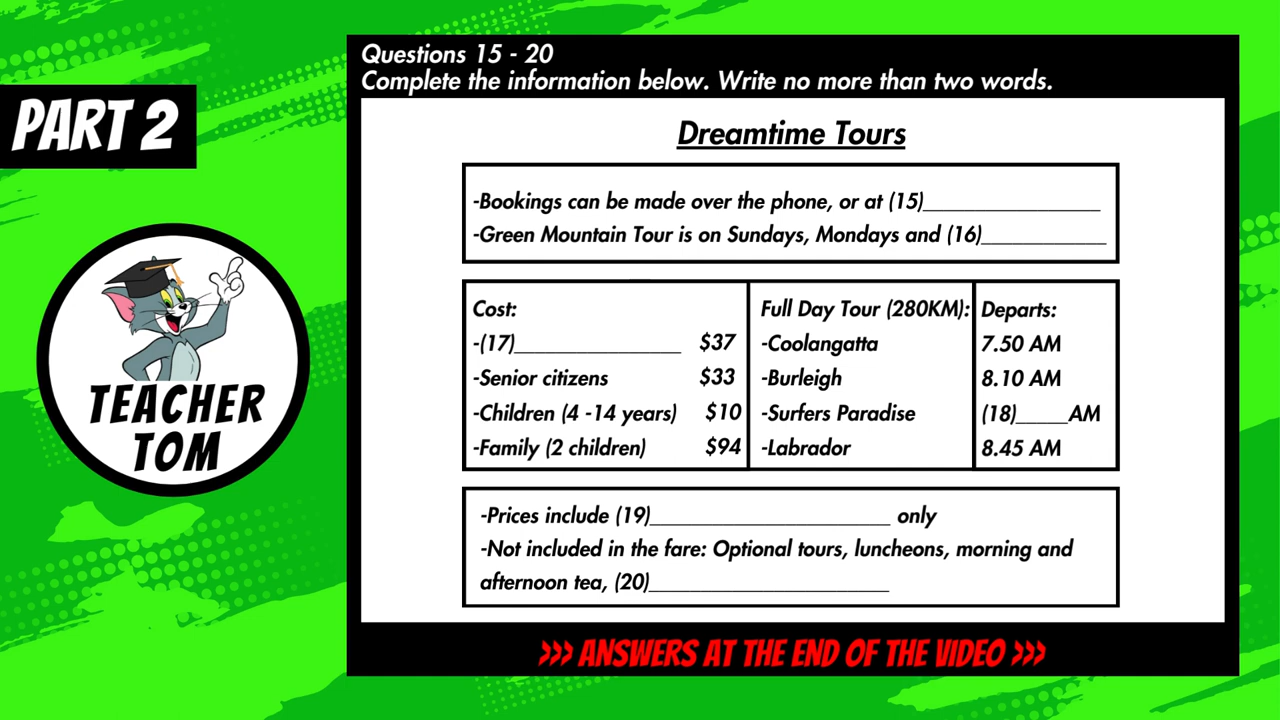 Questions 15 - 20
Complete the information below. Write no more than two words.
PART 2
Dreamtime Tours
-Bookings can be made over the phone, or at (15)_______________
-Green Mountain Tour is on Sundays, Mondays and (16)___________
Cost:
-(17)_______________ $37
-Senior citizens $33
-Children (4 -14 years) $10
-Family (2 children) $94
Full Day Tour (280KM):
-Coolangatta
-Burleigh
-Surfers Paradise
-Labrador
Departs:
7.50 AM
8.10 AM
(18)_____AM
8.45 AM
TEACHER
TOM
-Prices include (19)_____________________ only
-Not included in the fare: Optional tours, luncheons, morning and
afternoon tea, (20)_____________________
>>> ANSWERS AT THE END OF THE VIDEO >>>